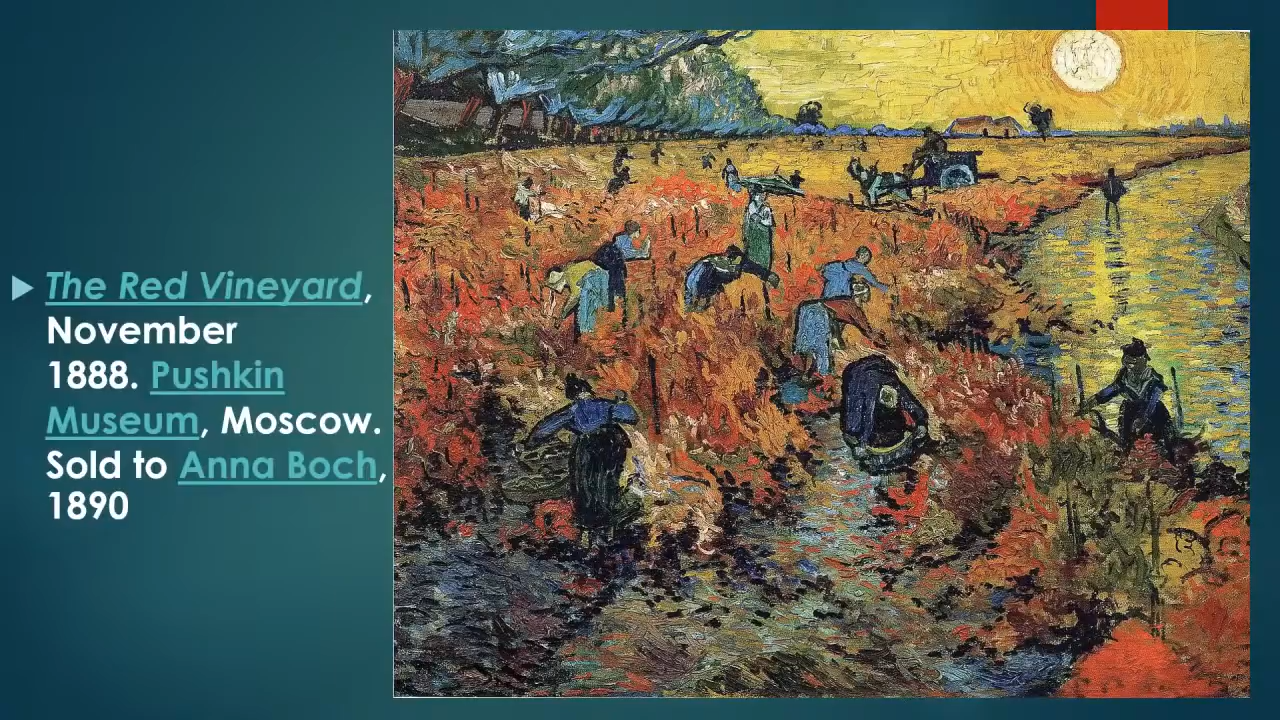 The Red Vineyard,
November
1888. Pushkin
Museum, Moscow.
Sold to Anna Boch,
1890